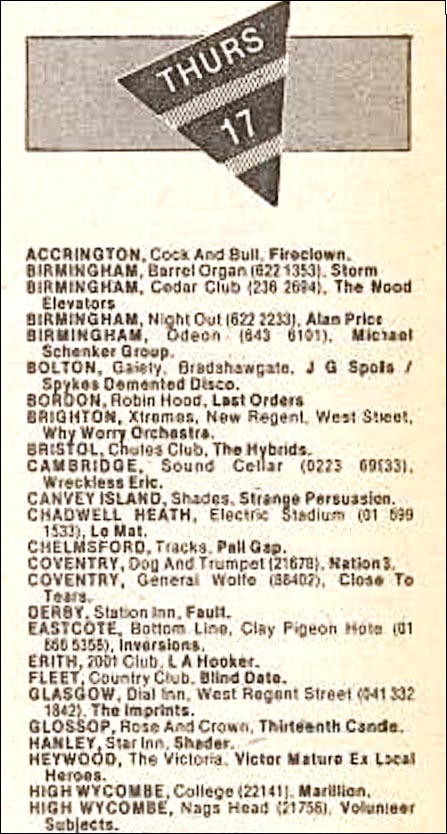 THURS
17
ACCRINGTON, Cock And Bull, Fireclown.
BIRMINGHAM, Barrel Organ (622 1353), Storm
BIRMINGHAM, Cedar Club (236 2694), The Mood
Elevators
BIRMINGHAM, Night Out (622 2233), Alan Price
BIRMINGHAM, Odeon (643 6101), Michael
Schenker Group.
BOLTON, Gaiety, Bradshawgate, J G Spoils /
Spykes Demented Disco.
BORDON, Robin Hood, Last Orders
BRIGHTON, Xtremes, New Regent, West Street,
Why Worry Orchestra.
BRISTOL, Chutes Club, The Hybrids.
CAMBRIDGE, Sound Cellar (0223
Wreckless Eric.
CANVEY ISLAND, Shades, Strange Persuasion.
CHADWELL HEATH, Electric Stadium (01 599
1533), Le Mat.
CHELMSFORD, Tracks, Pall Gap.
COVENTRY, Dog And Trumpet (21678), Nation 3.
COVENTRY, General Wolfe (88402), Close To
Tears.
DERBY, Station Inn, Fault.
EASTCOTE, Bottom Line, Clay Pigeon Hote (01
866 5358), Inversions.
ERITH, 2001 Club, L A Hooker.
FLEET, Country Club, Blind Date.
GLASGOW, Dial Inn, West Regent Street (041 332
1842), The Imprints.
GLOSSOP, Rose And Crown, Thirteenth Candle.
HANLEY, Star Inn, Shader.
HEYWOOD, The Victoria, Victor Mature Ex Local
Heroes.
HIGH WYCOMBE, College (22141), Marillion.
HIGH WYCOMBE, Nags Head (21758), Volunteer
Subjects.